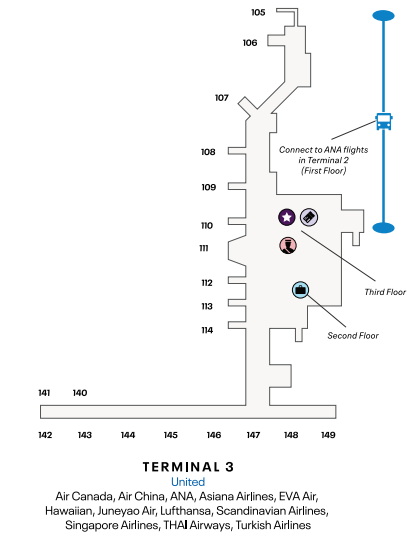 105
106
107
Connect to ANA flights
in Terminal 2
(First Floor)
108
109
110
111
Third Floor
112
113
114
Second Floor
141 140
142 143 144 145 146 147 148 149
TERMINAL 3
United
Air Canada, Air China, ANA, Asiana Airlines, EVA Air,
Hawaiian, Juneyao Air, Lufthansa, Scandinavian Airlines,
Singapore Airlines, THAI Airways, Turkish Airlines